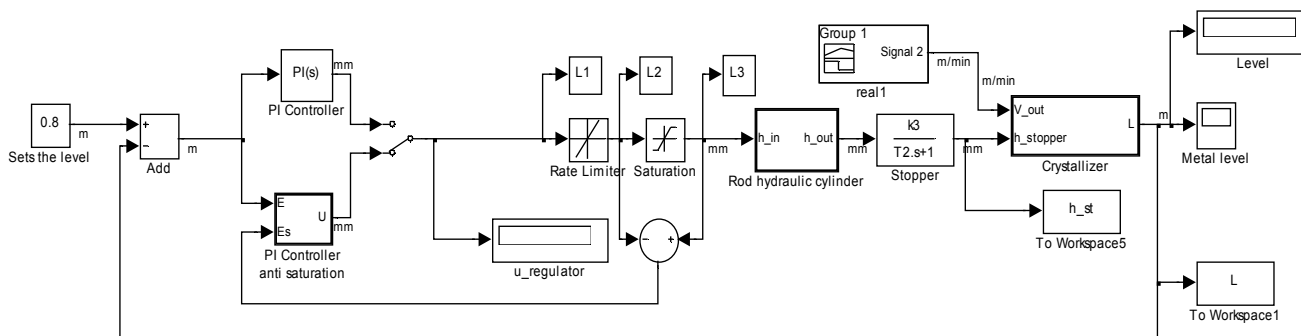 0.8
m
Sets the level
+
−
Add
m
PI(s)
mm
PI Controller
E
Es
U
mm
PI Controller
anti saturation
L1
L2
L3
Rate Limiter
Saturation
mm
u_regulator
−
+
h_in
h_out
mm
Rod hydraulic cylinder
k3
T2.s+1
mm
Stopper
Group 1
Signal 2
m/min
real1
m/min
V_out
h_stopper
L
m
Crystallizer
Level
Metal level
h_st
To Workspace5
L
To Workspace1